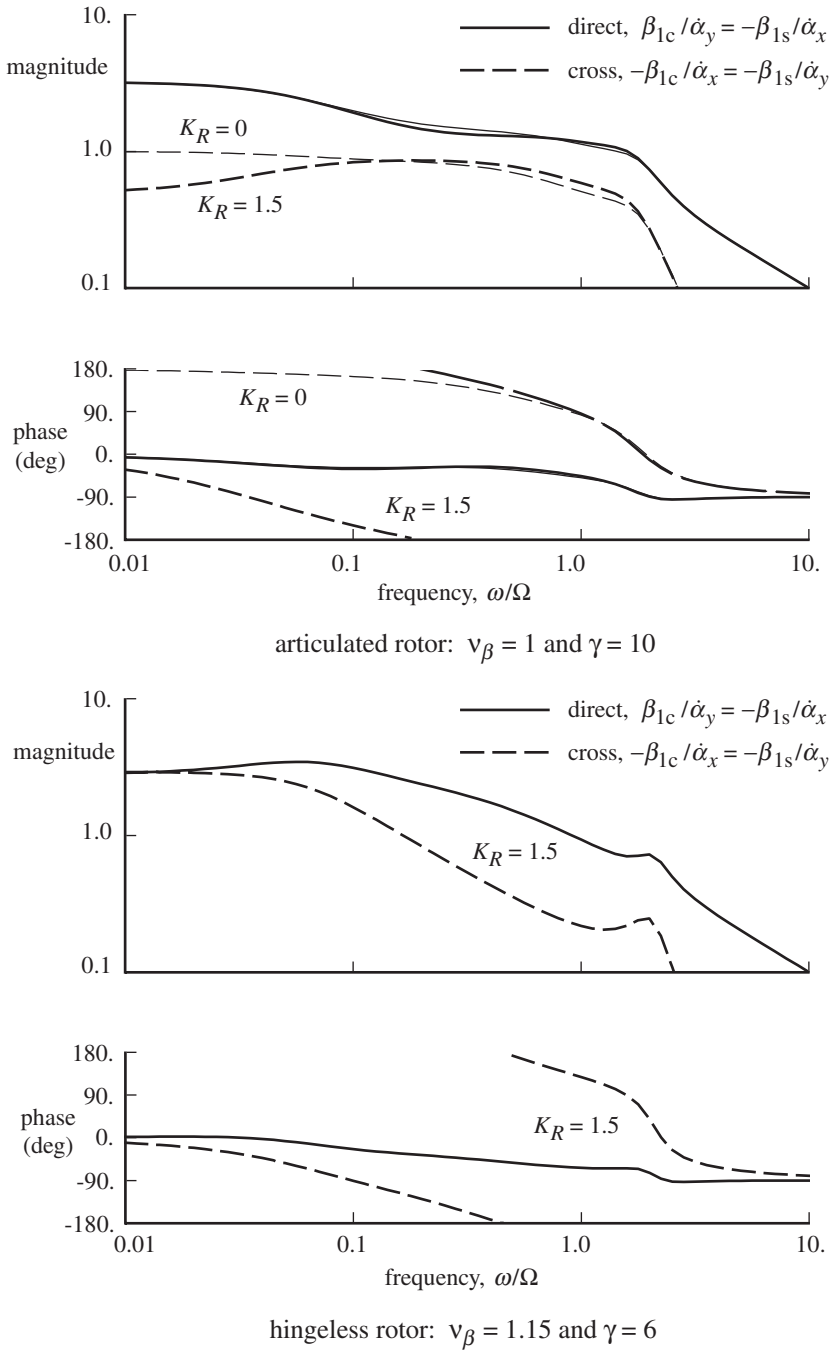 10.
magnitude
1.0
0.1
direct, β1c/α̇y = −β1s/α̇x
cross, −β1c/α̇x = −β1s/α̇y
KR = 0
KR = 1.5
180.
90.
phase
(deg)
0.
-90.
-180.
KR = 0
KR = 1.5
0.01
0.1
1.0
10.
frequency, ω/Ω
articulated rotor: νβ = 1 and γ = 10
10.
magnitude
1.0
0.1
direct, β1c/α̇y = −β1s/α̇x
cross, −β1c/α̇x = −β1s/α̇y
KR = 1.5
180.
90.
phase
(deg)
0.
-90.
-180.
KR = 1.5
0.01
0.1
1.0
10.
frequency, ω/Ω
hingeless rotor: νβ = 1.15 and γ = 6